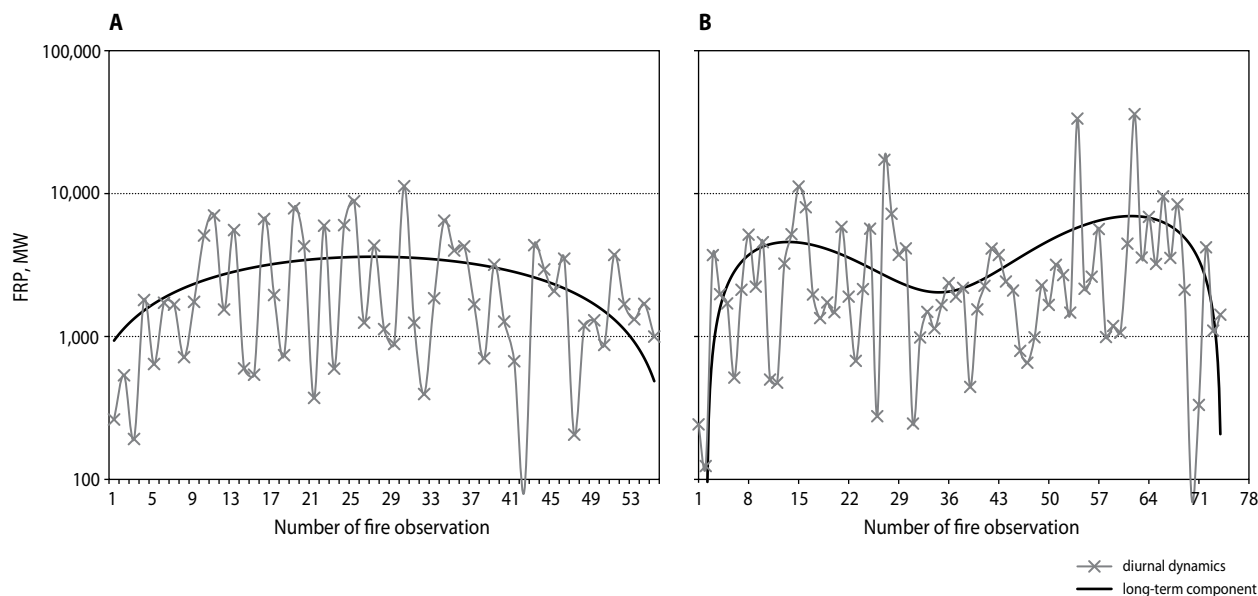 A
B
FRP, MW
100,000
10,000
1,000
100
1 5 9 13 17 21 25 29 33 37 41 45 49 53
Number of fire observation
1 8 15 22 29 36 43 50 57 64 71 78
Number of fire observation
diurnal dynamics
long-term component